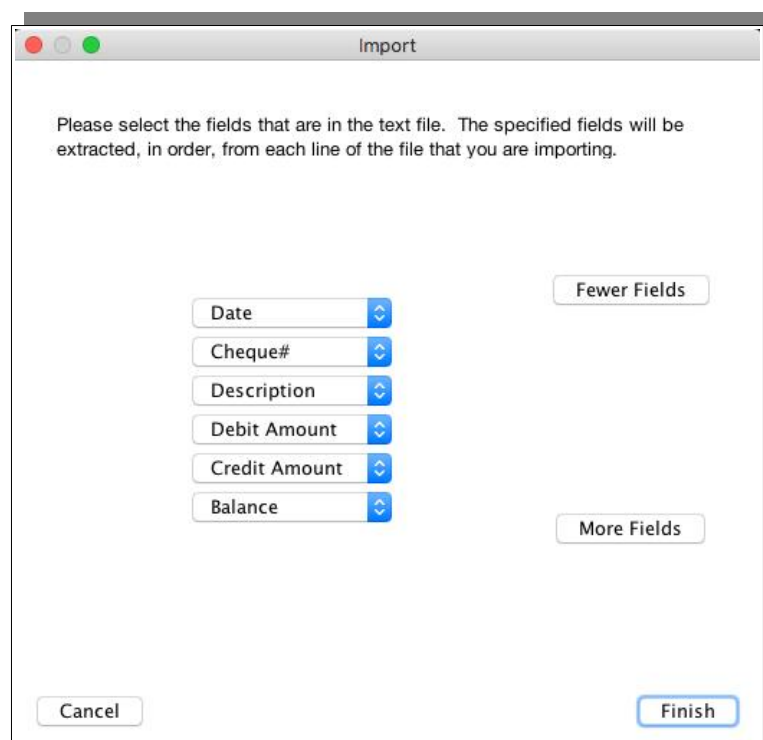 Import
Please select the fields that are in the text file.  The specified fields will be
extracted, in order, from each line of the file that you are importing.
Fewer Fields
Date
Cheque#
Description
Debit Amount
Credit Amount
Balance
More Fields
Cancel
Finish